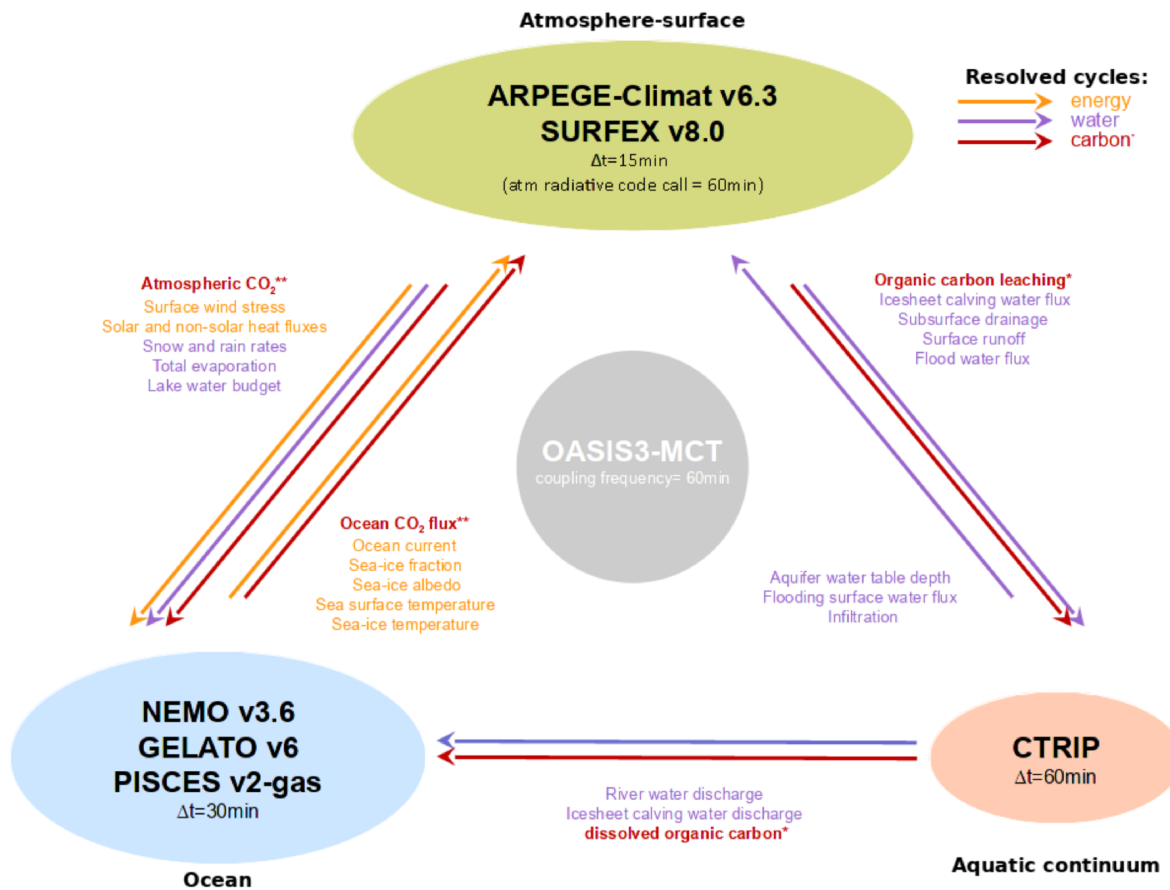 Atmosphere-surface
ARPEGE-Climat v6.3
SURFEX v8.0
Δt=15min
(atm radiative code call = 60min)
Resolved cycles:
energy
water
carbon*
Atmospheric CO₂**
Surface wind stress
Solar and non-solar heat fluxes
Snow and rain rates
Total evaporation
Lake water budget
Organic carbon leaching*
Icesheet calving water flux
Subsurface drainage
Surface runoff
Flood water flux
OASIS3-MCT
coupling frequency= 60min
Ocean CO₂ flux**
Ocean current
Sea-ice fraction
Sea-ice albedo
Sea surface temperature
Sea-ice temperature
Aquifer water table depth
Flooding surface water flux
Infiltration
NEMO v3.6
GELATO v6
PISCES v2-gas
Δt=30min
Ocean
CTRIP
Δt=60min
Aquatic continuum
River water discharge
Icesheet calving water discharge
dissolved organic carbon*